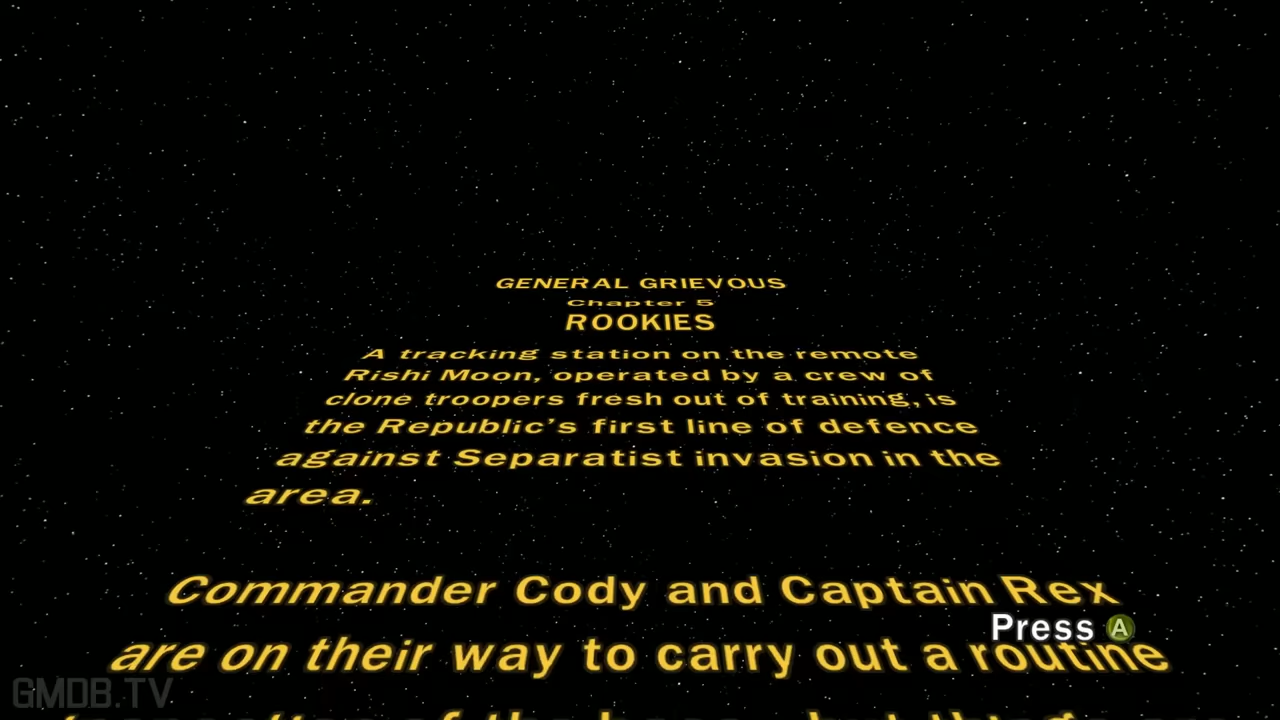 GENERAL GRIEVOUS
Chapter 5
ROOKIES
A tracking station on the remote
Rishi Moon, operated by a crew of
clone troopers fresh out of training, is
the Republic's first line of defence
against Separatist invasion in the
area.
Commander Cody and Captain Rex
Press A
are on their way to carry out a routine
of the
GMDB.TV